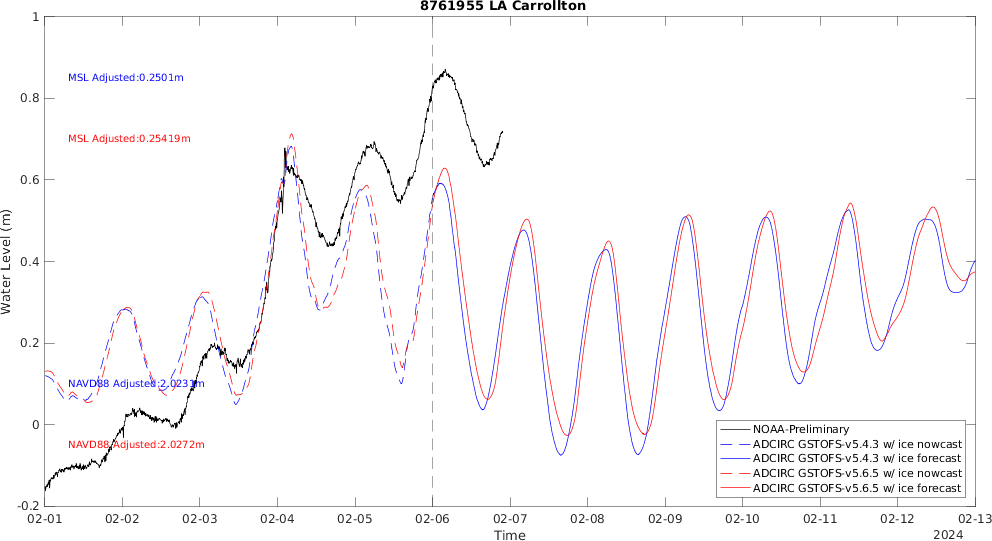 8761955 LA Carrollton
1
MSL Adjusted:0.2501m
0.8
MSL Adjusted:0.25419m
0.6
Water Level (m)
0.4
0.2
NAVD88 Adjusted:2.0231m
0
NAVD88 Adjusted:2.0272m
-0.2
NOAA-Preliminary
ADCIRC GSTOFS-v5.4.3 w/ ice nowcast
ADCIRC GSTOFS-v5.4.3 w/ ice forecast
ADCIRC GSTOFS-v5.6.5 w/ ice nowcast
ADCIRC GSTOFS-v5.6.5 w/ ice forecast
02-01 02-02 02-03 02-04 02-05 02-06 02-07 02-08 02-09 02-10 02-11 02-12 02-13
Time
2024